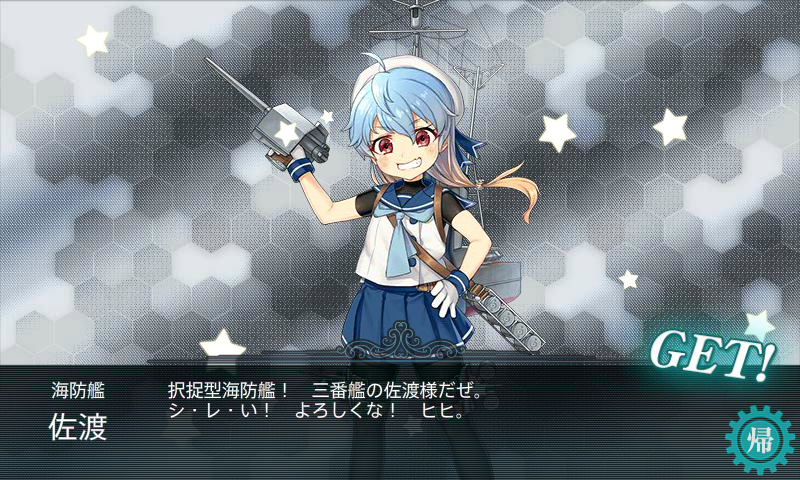 GET!
海防艦
佐渡
択捉型海防艦！　三番艦の佐渡様だぜ。
シ・レ・い！　よろしくな！　ヒヒ。
帰